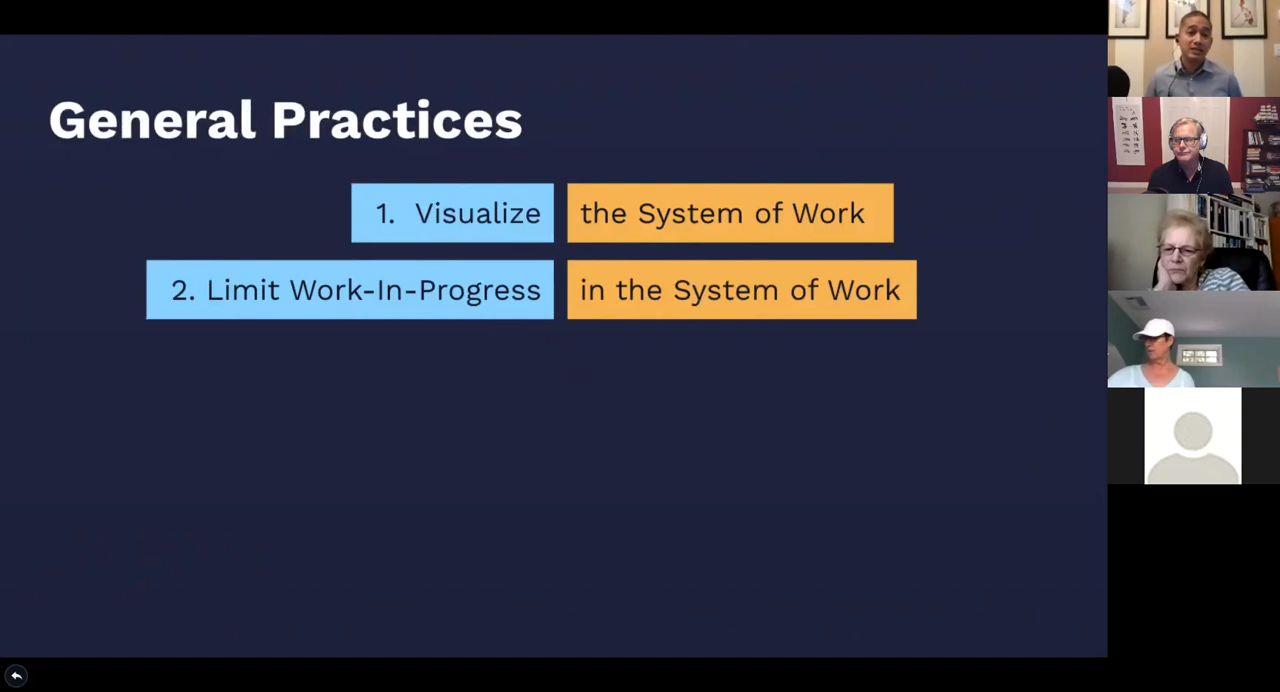 General Practices
1. Visualize the System of Work
2. Limit Work-In-Progress in the System of Work